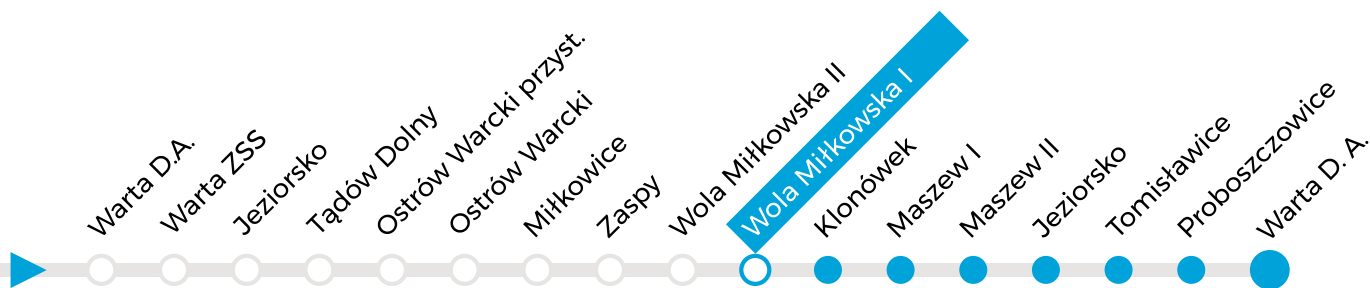 Warta D.A.
Warta ZSS
Jeziorsko
Tądów Dolny
Ostrów Warcki przyst.
Ostrów Warcki
Miłkowice
Zaspy
Wola Miłkowska II
Wola Miłkowska I
Klonówek
Maszew I
Maszew II
Jeziorsko
Tomisławice
Proboszczowice
Warta D. A.